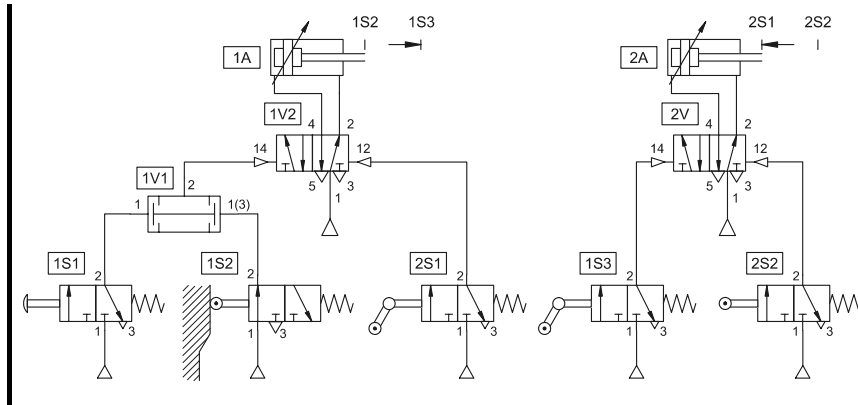 1S2 1S3 2S1 2S2
1A 2A
1V2 4 2 2V 4 2
14 12 14 12
1V1 2 5 3 5 3
1 1
1 1(3)
1S1 2 1S2 2 2S1 2 1S3 2 2S2 2
1 3 1 3 1 3 1 3 1 3